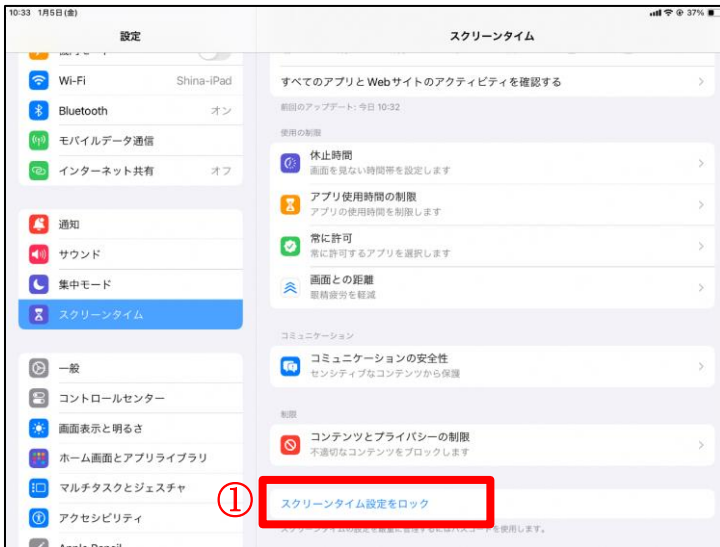 10:33 1月5日(金)
37%
設定
スクリーンタイム
Wi-Fi
Shina-iPad
Bluetooth
オン
モバイルデータ通信
インターネット共有
オフ
通知
サウンド
集中モード
スクリーンタイム
一般
コントロールセンター
画面表示と明るさ
ホーム画面とアプリライブラリ
マルチタスクとジェスチャ
アクセシビリティ
Apple Pencil
すべてのアプリとWebサイトのアクティビティを確認する
前回のアップデート: 今日 10:32
使用の制限
休止時間
画面を見ない時間帯を設定します
アプリ使用時間の制限
アプリの使用時間を制限します
常に許可
常に許可するアプリを選択します
画面との距離
眼精疲労を軽減
コミュニケーション
コミュニケーションの安全性
センシティブなコンテンツから保護
制限
コンテンツとプライバシーの制限
不適切なコンテンツをブロックします
①
スクリーンタイム設定をロック
を使用します。